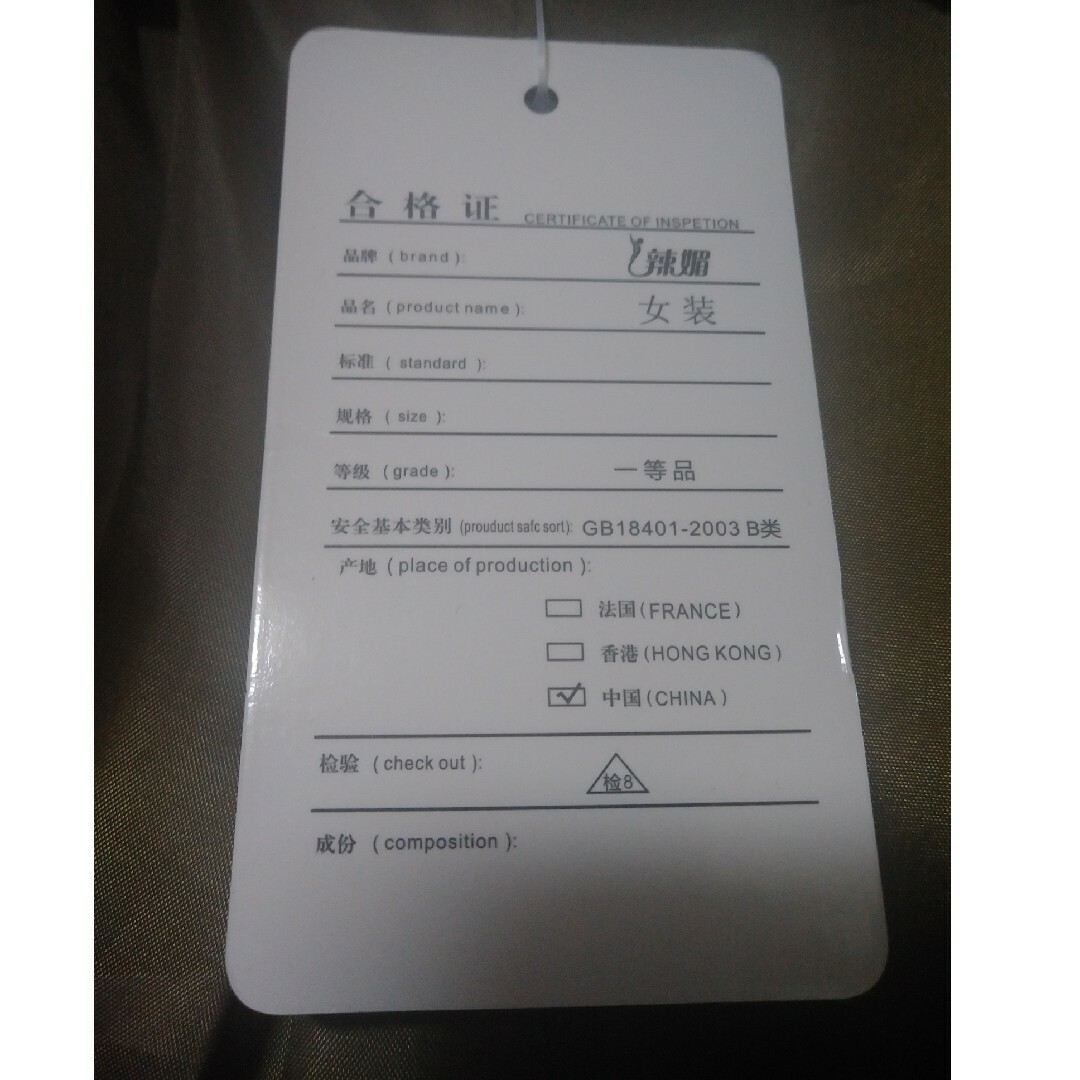 合格证 CERTIFICATE OF INSPETION
品牌 (brand): 辣媚
品名 (product name): 女装
标准 (standard):
规格 (size):
等级 (grade): 一等品
安全基本类别 (prouduct safc sort): GB18401-2003 B类
产地 (place of production):
法国(FRANCE)
香港(HONG KONG)
中国(CHINA)
检验 (check out): 检8
成份 (composition):